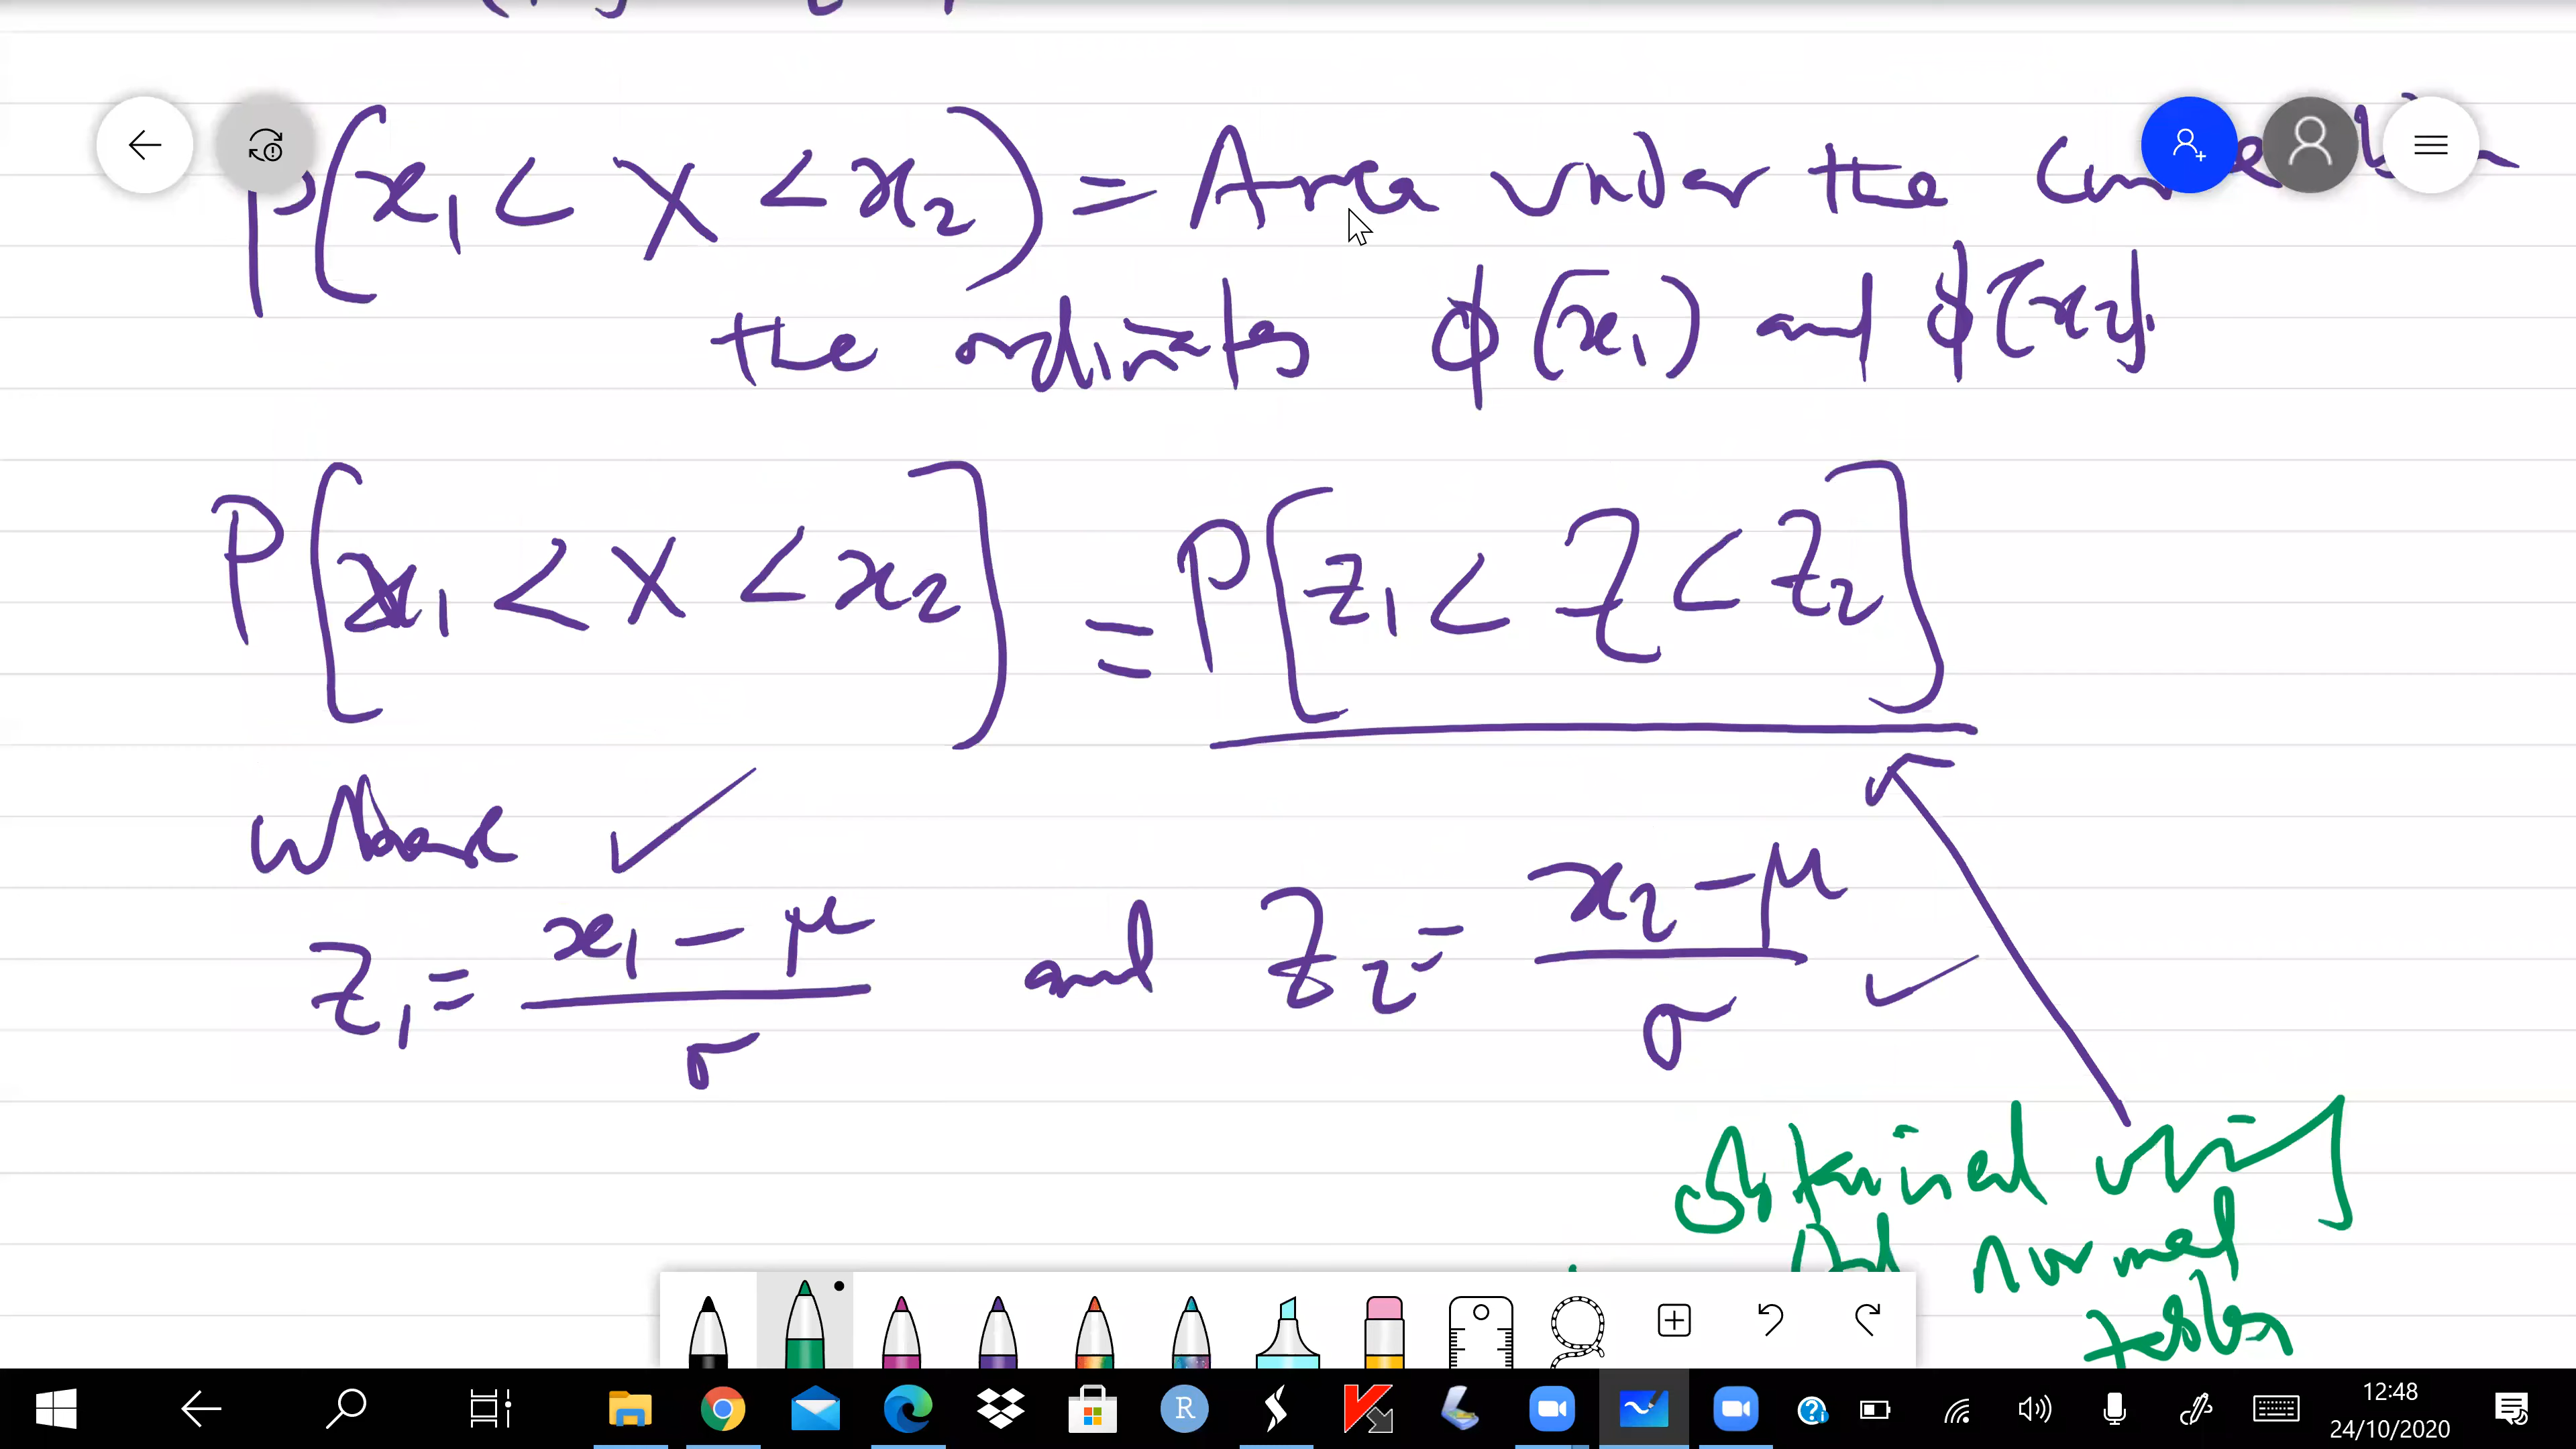 P(x₁ < X < x₂) = Area under the
the ordinates ϕ(x₁) and ϕ(x₂).
P[x₁ < X < x₂] = P[z₁ < Z < z₂]
where ✓
z₁ = (x₁ − μ)/σ and z₂ = (x₂ − μ)/σ ✓
obtained using
Std normal
tables
R
12:48
24/10/2020